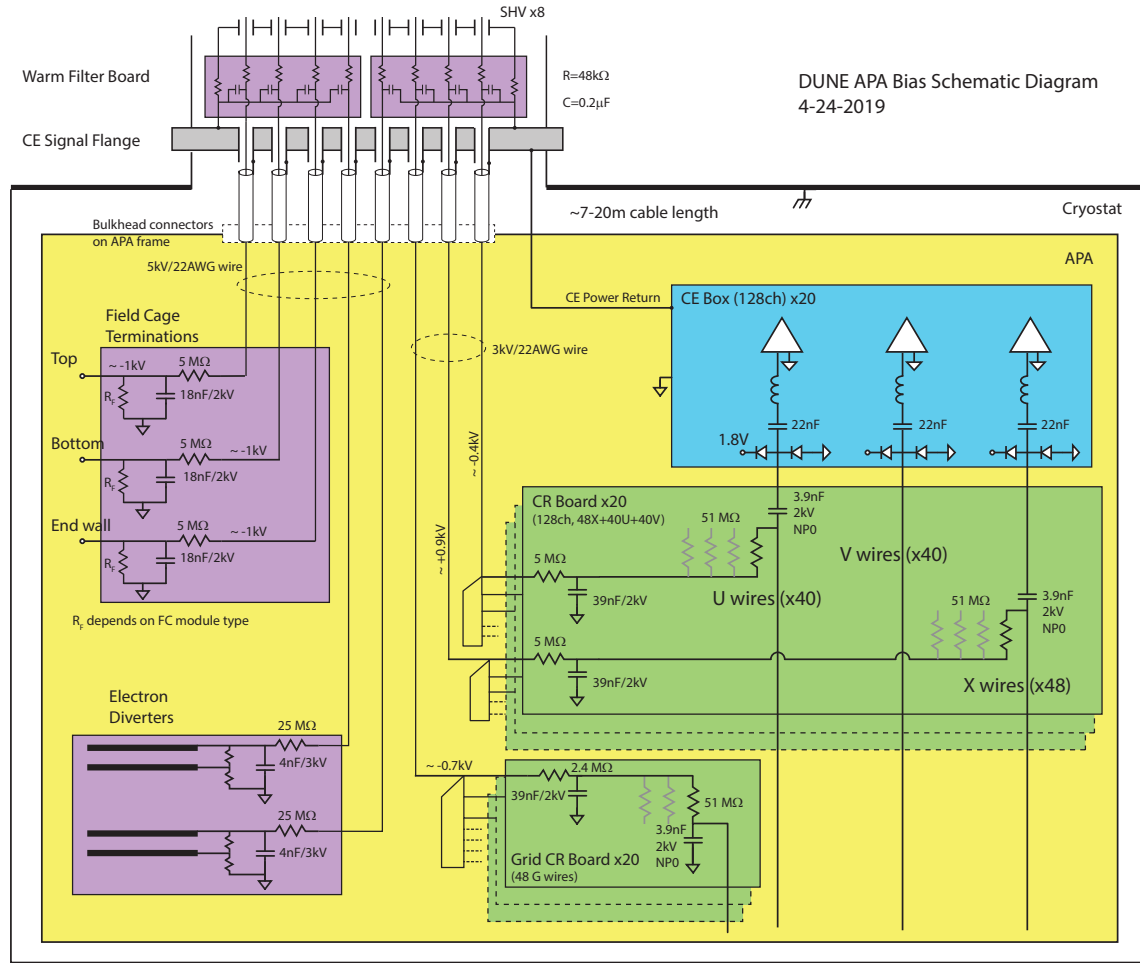 SHV x8
Warm Filter Board
R=48kΩ
C=0.2μF
DUNE APA Bias Schematic Diagram
4-24-2019
CE Signal Flange
~7-20m cable length
Cryostat
Bulkhead connectors
on APA frame
APA
5kV/22AWG wire
CE Power Return
CE Box (128ch) x20
Field Cage
Terminations
3kV/22AWG wire
Top
~ -1kV
5 MΩ
R_F
18nF/2kV
22nF
22nF
22nF
1.8V
Bottom
5 MΩ
~ -1kV
R_F
18nF/2kV
~ -0.4kV
End wall
5 MΩ
~ -1kV
R_F
18nF/2kV
~ +0.9kV
CR Board x20
(128ch, 48X+40U+40V)
51 MΩ
3.9nF
2kV
NP0
V wires (x40)
5 MΩ
39nF/2kV
U wires (x40)
51 MΩ
3.9nF
2kV
NP0
R_F depends on FC module type
5 MΩ
39nF/2kV
X wires (x48)
Electron
Diverters
25 MΩ
4nF/3kV
~ -0.7kV
2.4 MΩ
39nF/2kV
51 MΩ
25 MΩ
4nF/3kV
3.9nF
2kV
NP0
Grid CR Board x20
(48 G wires)